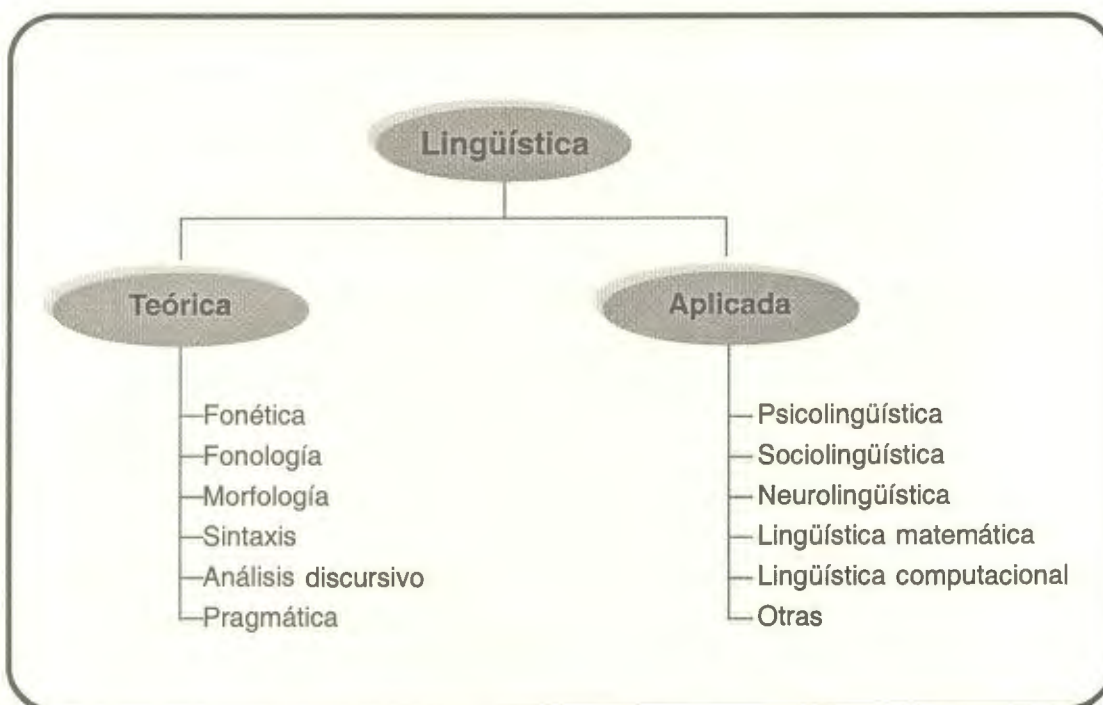 Lingüística
Teórica
Aplicada
Fonética
Fonología
Morfología
Sintaxis
Análisis discursivo
Pragmática
Psicolingüística
Sociolingüística
Neurolingüística
Lingüística matemática
Lingüística computacional
Otras